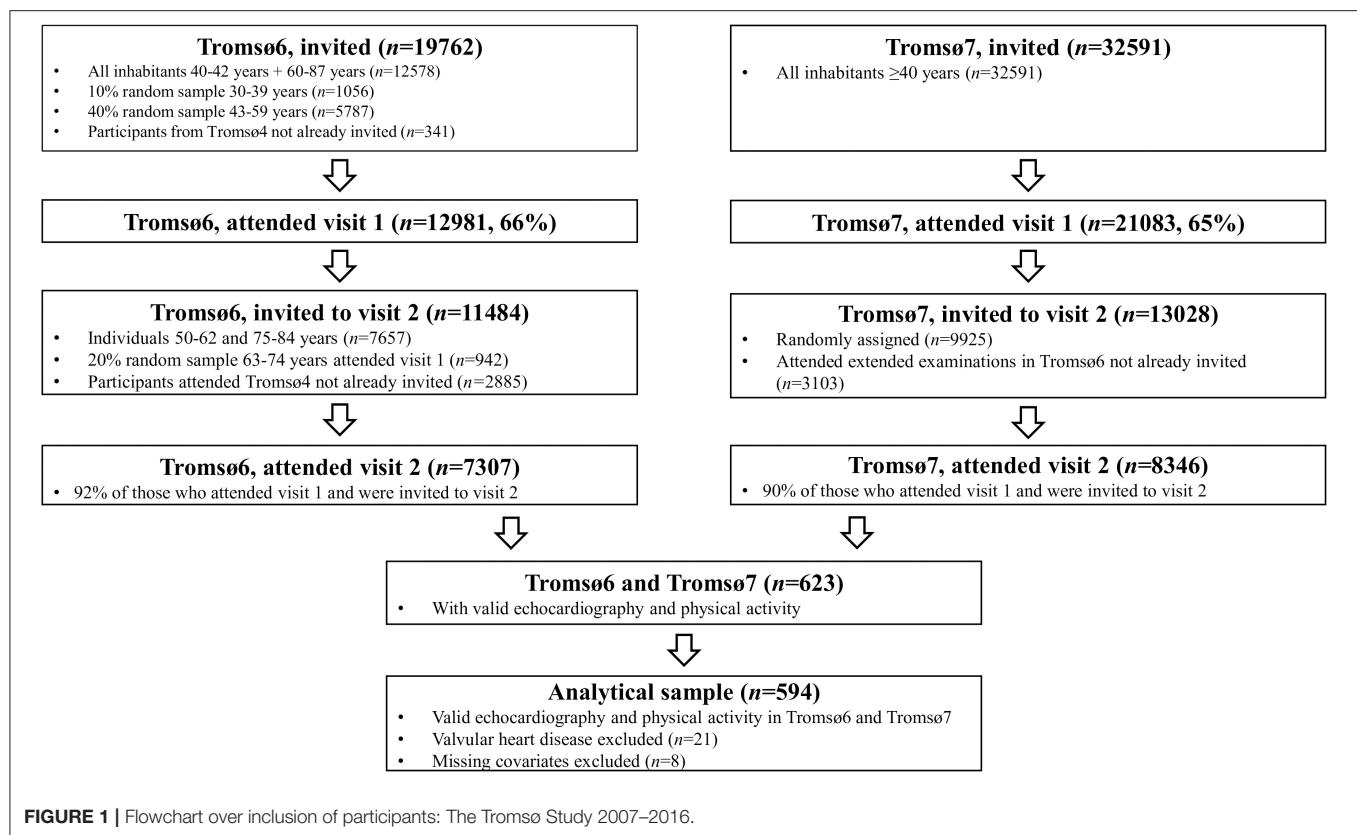 Tromsø6, invited (n=19762)
• All inhabitants 40-42 years + 60-87 years (n=12578)
• 10% random sample 30-39 years (n=1056)
• 40% random sample 43-59 years (n=5787)
• Participants from Tromsø4 not already invited (n=341)
Tromsø7, invited (n=32591)
• All inhabitants ≥40 years (n=32591)
Tromsø6, attended visit 1 (n=12981, 66%)
Tromsø7, attended visit 1 (n=21083, 65%)
Tromsø6, invited to visit 2 (n=11484)
• Individuals 50-62 and 75-84 years (n=7657)
• 20% random sample 63-74 years attended visit 1 (n=942)
• Participants attended Tromsø4 not already invited (n=2885)
Tromsø7, invited to visit 2 (n=13028)
• Randomly assigned (n=9925)
• Attended extended examinations in Tromsø6 not already invited
(n=3103)
Tromsø6, attended visit 2 (n=7307)
• 92% of those who attended visit 1 and were invited to visit 2
Tromsø7, attended visit 2 (n=8346)
• 90% of those who attended visit 1 and were invited to visit 2
Tromsø6 and Tromsø7 (n=623)
• With valid echocardiography and physical activity
Analytical sample (n=594)
• Valid echocardiography and physical activity in Tromsø6 and Tromsø7
• Valvular heart disease excluded (n=21)
• Missing covariates excluded (n=8)
FIGURE 1 | Flowchart over inclusion of participants: The Tromsø Study 2007–2016.